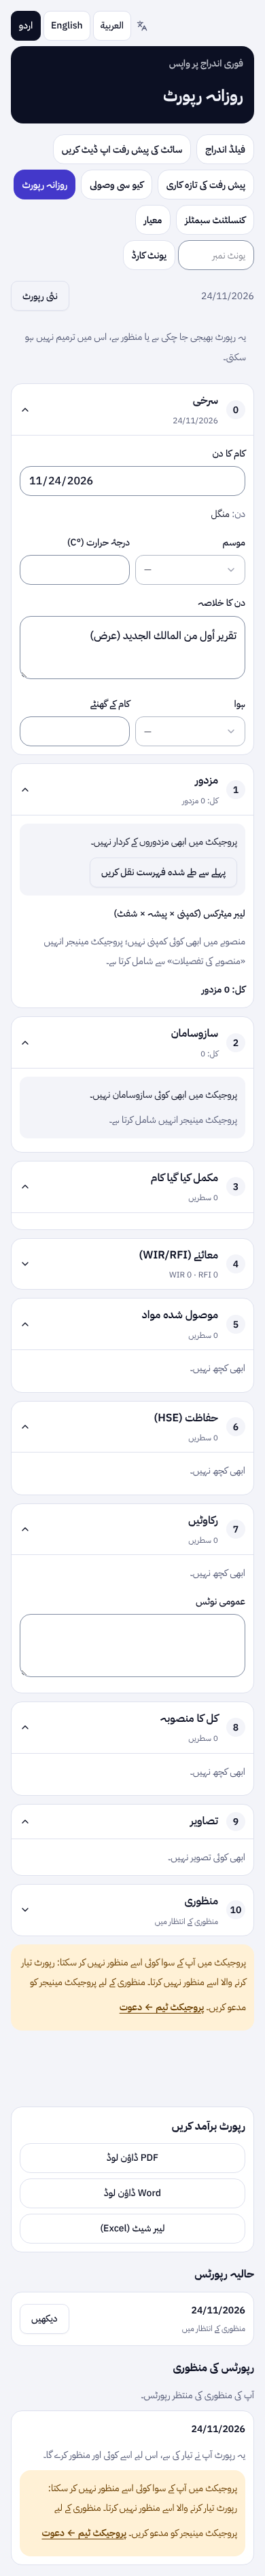 العربية
English
اردو
فوری اندراج پر واپس
روزانہ رپورٹ
فیلڈ اندراج
سائٹ کی پیش رفت اپ ڈیٹ کریں
پیش رفت کی تازہ کاری
کیو سی وصولی
روزانہ رپورٹ
کنسلٹنٹ سبمٹلز
معیار
یونٹ نمبر
یونٹ کارڈ
24/11/2026
نئی رپورٹ
یہ رپورٹ بھیجی جا چکی ہے یا منظور ہے، اس میں ترمیم نہیں ہو
سکتی۔
0
سرخی
24/11/2026
کام کا دن
11/24/2026
دن: منگل
موسم
درجۂ حرارت (°C)
—
دن کا خلاصہ
تقرير أول من المالك الجديد (عرض)
ہوا
کام کے گھنٹے
—
1
مزدور
کل: 0 مزدور
پروجیکٹ میں ابھی مزدوروں کے کردار نہیں۔
پہلے سے طے شدہ فہرست نقل کریں
لیبر میٹرکس (کمپنی × پیشہ × شفٹ)
منصوبے میں ابھی کوئی کمپنی نہیں؛ پروجیکٹ مینیجر انہیں
«منصوبے کی تفصیلات» سے شامل کرتا ہے۔
کل: 0 مزدور
2
سازوسامان
کل: 0
پروجیکٹ میں ابھی کوئی سازوسامان نہیں۔
پروجیکٹ مینیجر انہیں شامل کرتا ہے۔
3
مکمل کیا گیا کام
0 سطریں
4
معائنے (WIR/RFI)
WIR 0 · RFI 0
5
موصول شدہ مواد
0 سطریں
ابھی کچھ نہیں۔
6
حفاظت (HSE)
0 سطریں
ابھی کچھ نہیں۔
7
رکاوٹیں
0 سطریں
ابھی کچھ نہیں۔
عمومی نوٹس
8
کل کا منصوبہ
0 سطریں
ابھی کچھ نہیں۔
9
تصاویر
ابھی کوئی تصویر نہیں۔
10
منظوری
منظوری کے انتظار میں
پروجیکٹ میں آپ کے سوا کوئی اسے منظور نہیں کر سکتا: رپورٹ تیار
کرنے والا اسے منظور نہیں کرتا۔ منظوری کے لیے پروجیکٹ مینیجر کو
مدعو کریں۔ پروجیکٹ ٹیم ← دعوت
رپورٹ برآمد کریں
PDF ڈاؤن لوڈ
Word ڈاؤن لوڈ
لیبر شیٹ (Excel)
حالیہ رپورٹس
24/11/2026
منظوری کے انتظار میں
دیکھیں
رپورٹس کی منظوری
آپ کی منظوری کی منتظر رپورٹس۔
24/11/2026
یہ رپورٹ آپ نے تیار کی ہے، اس لیے اسے کوئی اور منظور کرے گا۔
پروجیکٹ میں آپ کے سوا کوئی اسے منظور نہیں کر سکتا:
رپورٹ تیار کرنے والا اسے منظور نہیں کرتا۔ منظوری کے لیے
پروجیکٹ مینیجر کو مدعو کریں۔ پروجیکٹ ٹیم ← دعوت